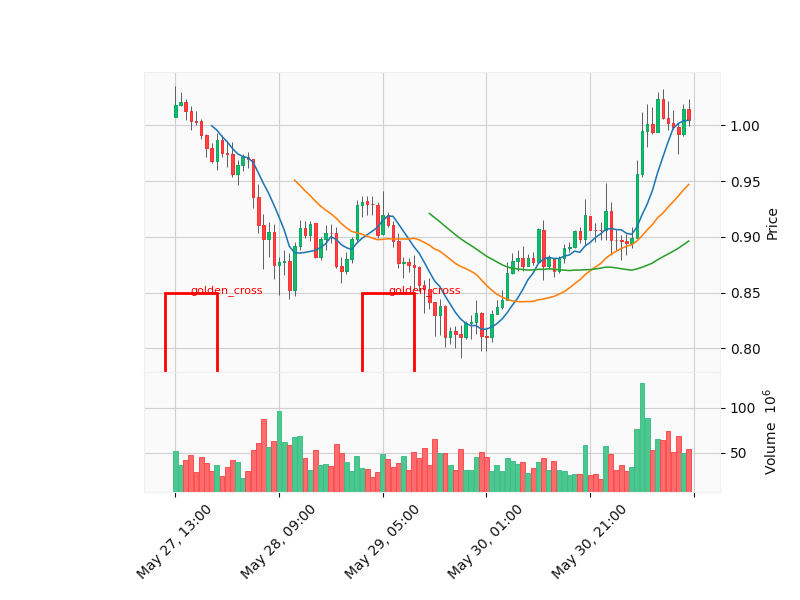 1.00
0.95
0.90
0.85
0.80
Price
golden_cross
golden_cross
100
50
Volume 10^6
May 27, 13:00
May 28, 09:00
May 29, 05:00
May 30, 01:00
May 30, 21:00